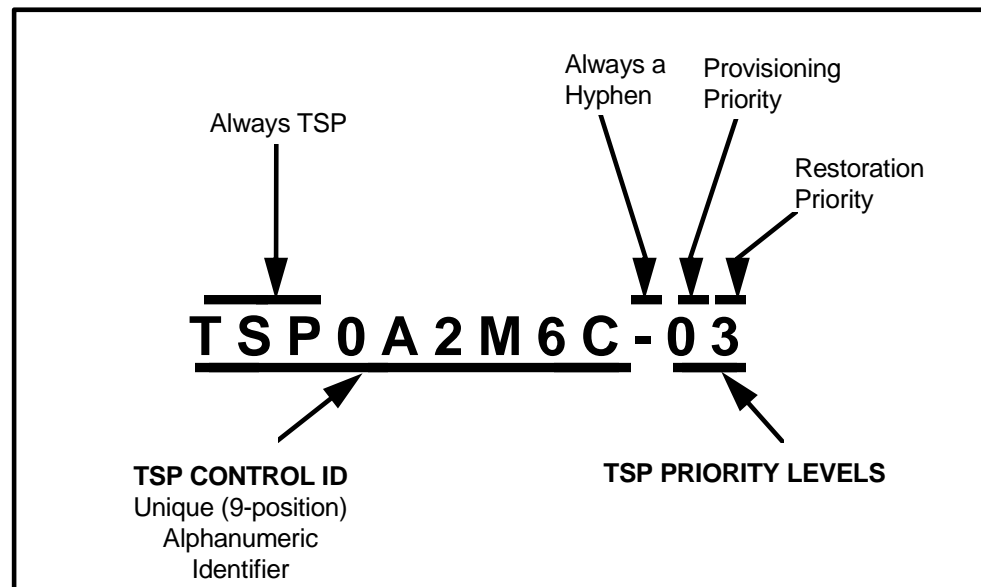 Always a
Hyphen
Provisioning
Priority
Always TSP
Restoration
Priority
TSP0A2M6C-03
TSP CONTROL ID
Unique (9-position)
Alphanumeric
Identifier
TSP PRIORITY LEVELS